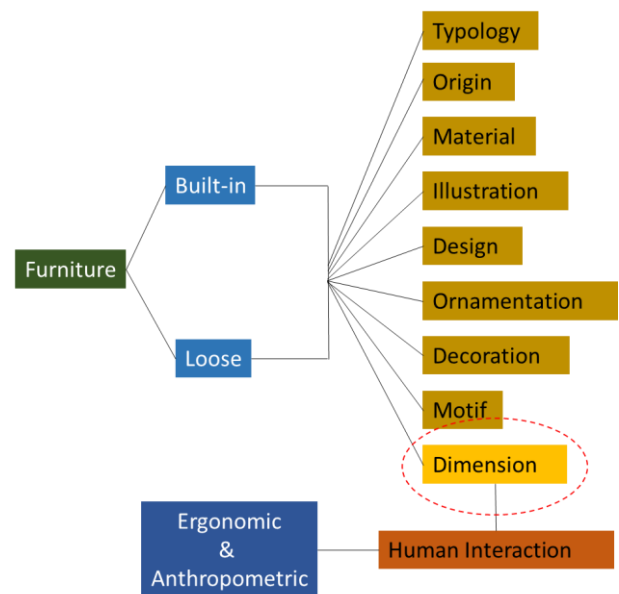 Typology
Origin
Material
Built-in
Illustration
Design
Furniture
Ornamentation
Loose
Decoration
Motif
Dimension
Ergonomic
&
Anthropometric
Human Interaction